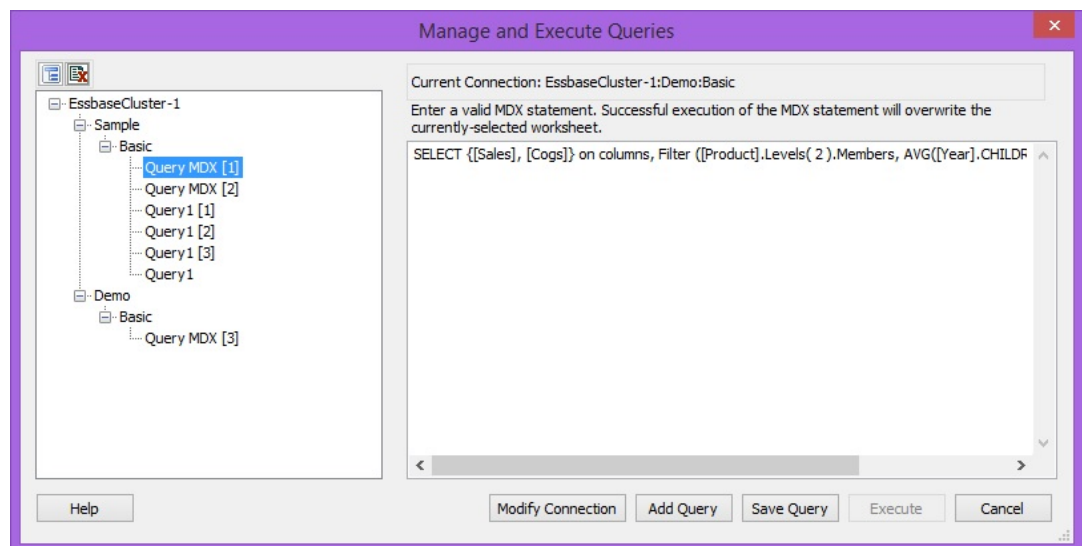 Manage and Execute Queries
EssbaseCluster-1
Sample
Basic
Query MDX [1]
Query MDX [2]
Query1 [1]
Query1 [2]
Query1 [3]
Query1
Demo
Basic
Query MDX [3]
Current Connection: EssbaseCluster-1:Demo:Basic
Enter a valid MDX statement. Successful execution of the MDX statement will overwrite the
currently-selected worksheet.
SELECT {[Sales], [Cogs]} on columns, Filter ([Product].Levels( 2 ).Members, AVG([Year].CHILDR
Help
Modify Connection
Add Query
Save Query
Execute
Cancel